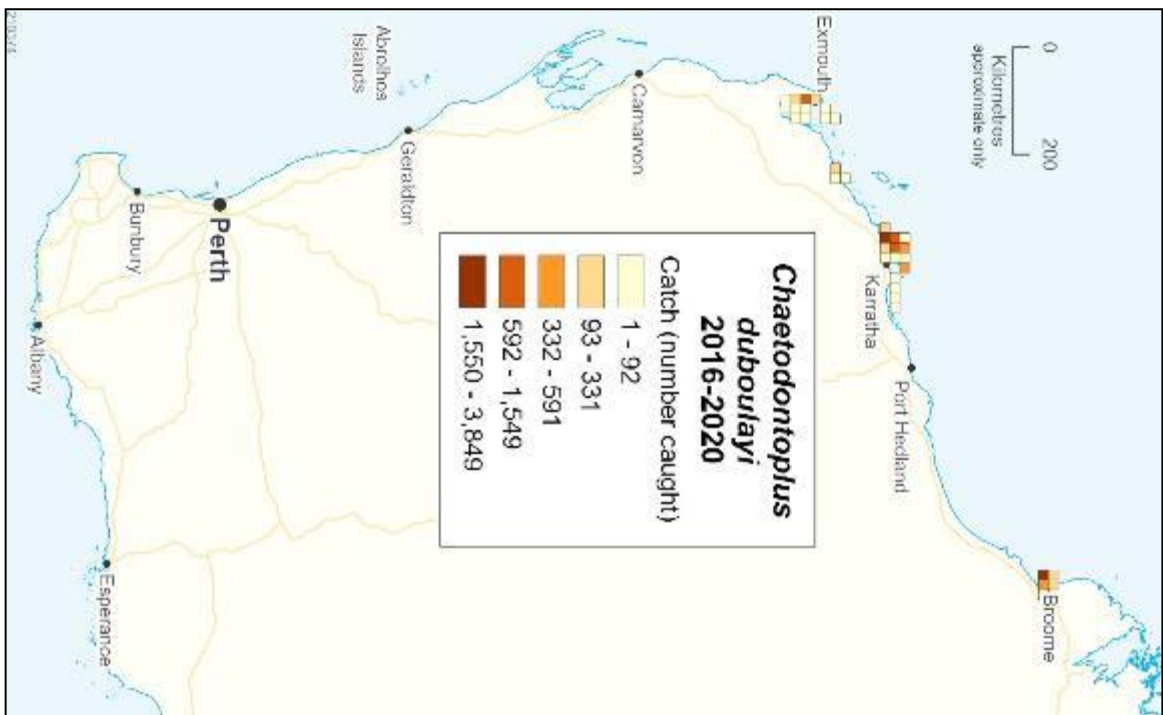 0 200
Kilometres
approximate only
Exmouth
Karratha
Port Hedland
Broome
Carnarvon
Abrolhos
Islands
Geraldton
Perth
Bunbury
Albany
Esperance
Chaetodontoplus
duboulayi
2016-2020
Catch (number caught)
1 - 92
93 - 331
332 - 591
592 - 1,549
1,550 - 3,849